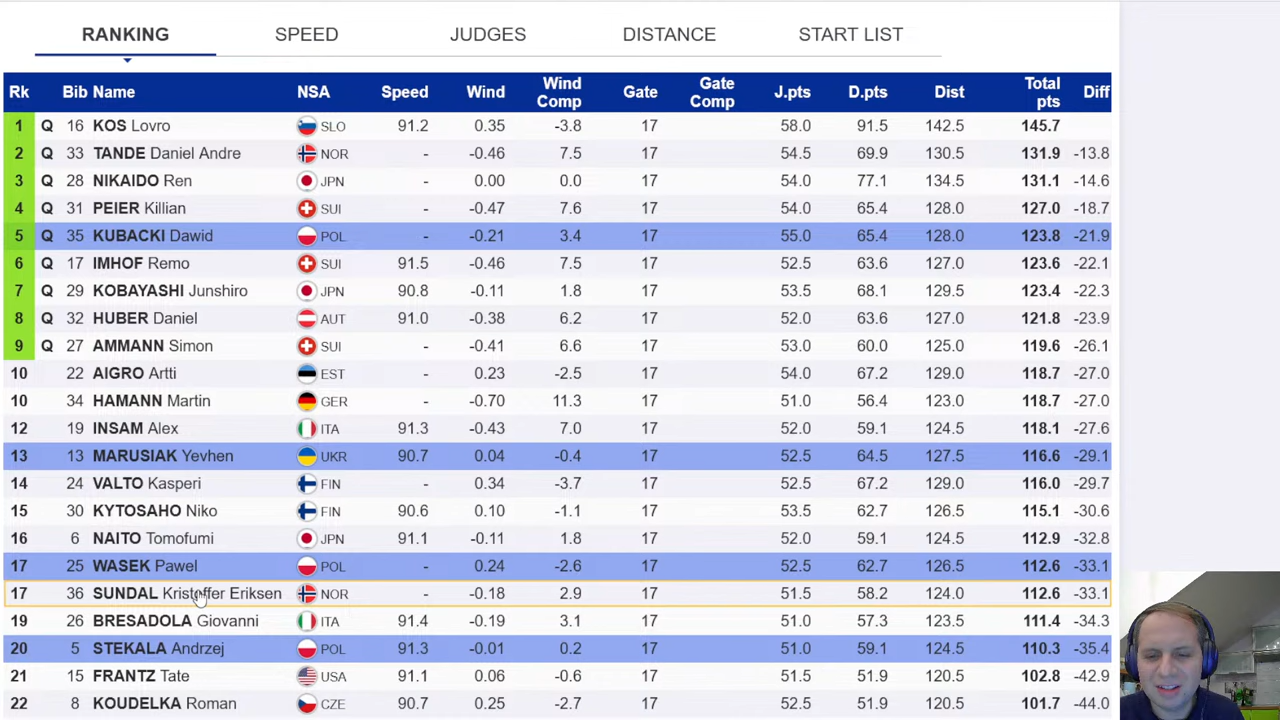 RANKING SPEED JUDGES DISTANCE START LIST
Rk Bib Name NSA Speed Wind Wind Comp Gate Gate Comp J.pts D.pts Dist Total pts Diff
1 Q 16 KOS Lovro SLO 91.2 0.35 -3.8 17 58.0 91.5 142.5 145.7
2 Q 33 TANDE Daniel Andre NOR - -0.46 7.5 17 54.5 69.9 130.5 131.9 -13.8
3 Q 28 NIKAIDO Ren JPN - 0.00 0.0 17 54.0 77.1 134.5 131.1 -14.6
4 Q 31 PEIER Killian SUI - -0.47 7.6 17 54.0 65.4 128.0 127.0 -18.7
5 Q 35 KUBACKI Dawid POL - -0.21 3.4 17 55.0 65.4 128.0 123.8 -21.9
6 Q 17 IMHOF Remo SUI 91.5 -0.46 7.5 17 52.5 63.6 127.0 123.6 -22.1
7 Q 29 KOBAYASHI Junshiro JPN 90.8 -0.11 1.8 17 53.5 68.1 129.5 123.4 -22.3
8 Q 32 HUBER Daniel AUT 91.0 -0.38 6.2 17 52.0 63.6 127.0 121.8 -23.9
9 Q 27 AMMANN Simon SUI - -0.41 6.6 17 53.0 60.0 125.0 119.6 -26.1
10 22 AIGRO Artti EST - 0.23 -2.5 17 54.0 67.2 129.0 118.7 -27.0
10 34 HAMANN Martin GER - -0.70 11.3 17 51.0 56.4 123.0 118.7 -27.0
12 19 INSAM Alex ITA 91.3 -0.43 7.0 17 52.0 59.1 124.5 118.1 -27.6
13 13 MARUSIAK Yevhen UKR 90.7 0.04 -0.4 17 52.5 64.5 127.5 116.6 -29.1
14 24 VALTO Kasperi FIN - 0.34 -3.7 17 52.5 67.2 129.0 116.0 -29.7
15 30 KYTOSAHO Niko FIN 90.6 0.10 -1.1 17 53.5 62.7 126.5 115.1 -30.6
16 6 NAITO Tomofumi JPN 91.1 -0.11 1.8 17 52.0 59.1 124.5 112.9 -32.8
17 25 WASEK Pawel POL - 0.24 -2.6 17 52.5 62.7 126.5 112.6 -33.1
17 36 SUNDAL Kristoffer Eriksen NOR - -0.18 2.9 17 51.5 58.2 124.0 112.6 -33.1
19 26 BRESADOLA Giovanni ITA 91.4 -0.19 3.1 17 51.0 57.3 123.5 111.4 -34.3
20 5 STEKALA Andrzej POL 91.3 -0.01 0.2 17 51.0 59.1 124.5 110.3 -35.4
21 15 FRANTZ Tate USA 91.1 0.06 -0.6 17 51.5 51.9 120.5 102.8 -42.9
22 8 KOUDELKA Roman CZE 90.7 0.25 -2.7 17 52.5 51.9 120.5 101.7 -44.0